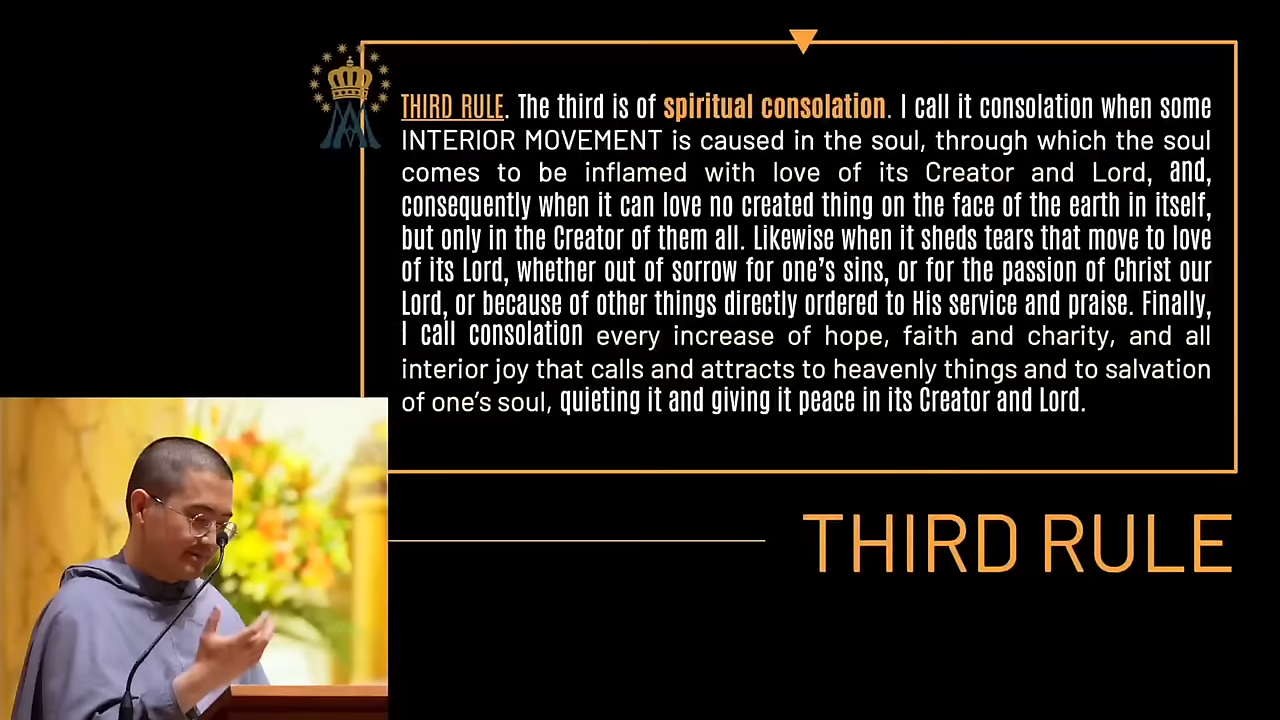 THIRD RULE. The third is of spiritual consolation. I call it consolation when some
INTERIOR MOVEMENT is caused in the soul, through which the soul
comes to be inflamed with love of its Creator and Lord, and,
consequently when it can love no created thing on the face of the earth in itself,
but only in the Creator of them all. Likewise when it sheds tears that move to love
of its Lord, whether out of sorrow for one’s sins, or for the passion of Christ our
Lord, or because of other things directly ordered to His service and praise. Finally,
I call consolation every increase of hope, faith and charity, and all
interior joy that calls and attracts to heavenly things and to salvation
of one’s soul, quieting it and giving it peace in its Creator and Lord.
THIRD RULE